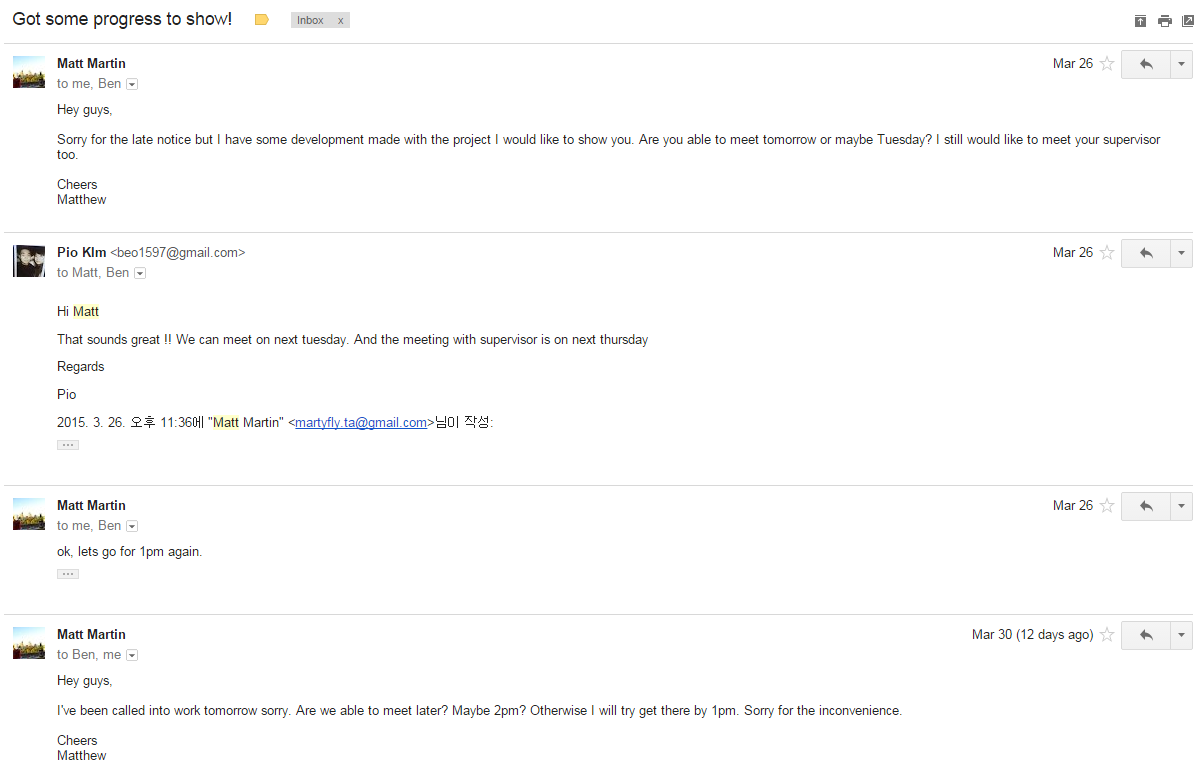 Got some progress to show!
Inbox x
Matt Martin
Mar 26
to me, Ben
Hey guys,
Sorry for the late notice but I have some development made with the project I would like to show you. Are you able to meet tomorrow or maybe Tuesday? I still would like to meet your supervisor
too.
Cheers
Matthew
Pio KIm <beo1597@gmail.com>
Mar 26
to Matt, Ben
Hi Matt
That sounds great !! We can meet on next tuesday. And the meeting with supervisor is on next thursday
Regards
Pio
2015. 3. 26. 오후 11:36에 "Matt Martin" <martyfly.ta@gmail.com>님이 작성:
Matt Martin
Mar 26
to me, Ben
ok, lets go for 1pm again.
Matt Martin
Mar 30 (12 days ago)
to Ben, me
Hey guys,
I've been called into work tomorrow sorry. Are we able to meet later? Maybe 2pm? Otherwise I will try get there by 1pm. Sorry for the inconvenience.
Cheers
Matthew